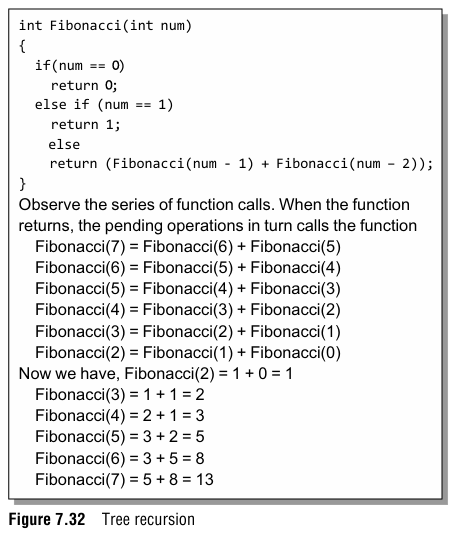 int Fibonacci(int num)
{
if(num == 0)
return 0;
else if (num == 1)
return 1;
else
return (Fibonacci(num - 1) + Fibonacci(num – 2));
}
Observe the series of function calls. When the function
returns, the pending operations in turn calls the function
Fibonacci(7) = Fibonacci(6) + Fibonacci(5)
Fibonacci(6) = Fibonacci(5) + Fibonacci(4)
Fibonacci(5) = Fibonacci(4) + Fibonacci(3)
Fibonacci(4) = Fibonacci(3) + Fibonacci(2)
Fibonacci(3) = Fibonacci(2) + Fibonacci(1)
Fibonacci(2) = Fibonacci(1) + Fibonacci(0)
Now we have, Fibonacci(2) = 1 + 0 = 1
Fibonacci(3) = 1 + 1 = 2
Fibonacci(4) = 2 + 1 = 3
Fibonacci(5) = 3 + 2 = 5
Fibonacci(6) = 3 + 5 = 8
Fibonacci(7) = 5 + 8 = 13
Figure 7.32 Tree recursion